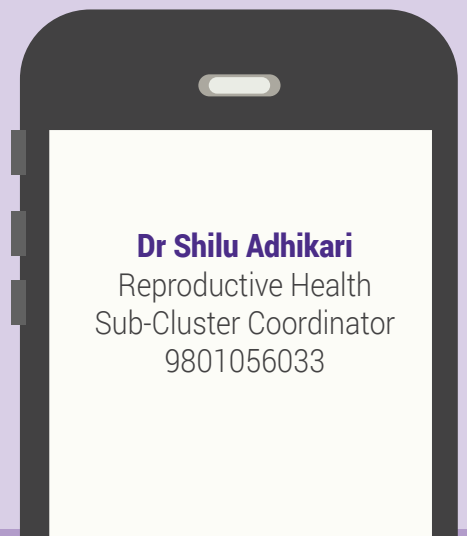 Dr Shilu Adhikari
Reproductive Health
Sub-Cluster Coordinator
9801056033